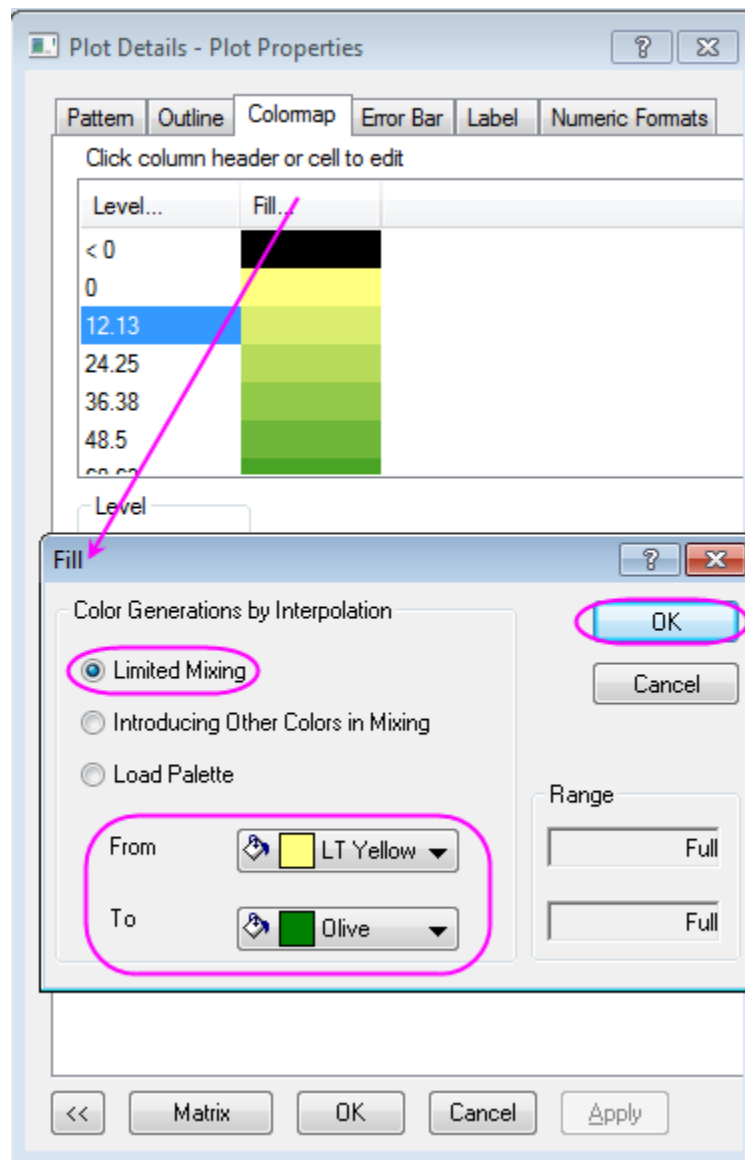 Plot Details - Plot Properties
Pattern Outline Colormap Error Bar Label Numeric Formats
Click column header or cell to edit
Level... Fill...
< 0
0
12.13
24.25
36.38
48.5
Level
Fill
Color Generations by Interpolation
OK
Limited Mixing
Cancel
Introducing Other Colors in Mixing
Load Palette
Range
From LT Yellow Full
To Olive Full
<< Matrix OK Cancel Apply